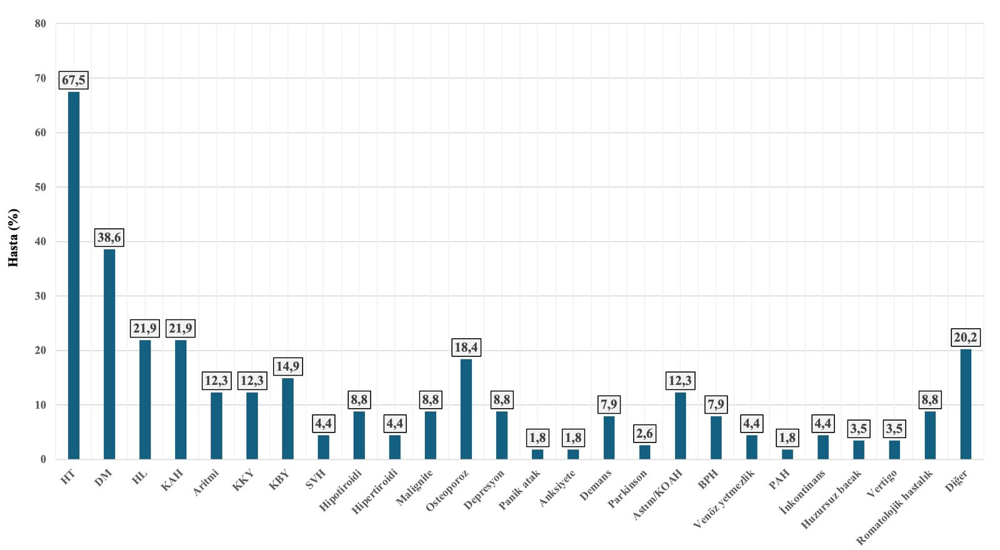 80
70
60
50
40
30
20
10
0
Hasta (%)
67,5
38,6
21,9
21,9
12,3
12,3
14,9
4,4
8,8
4,4
8,8
18,4
8,8
1,8
1,8
7,9
2,6
12,3
7,9
4,4
1,8
4,4
3,5
3,5
8,8
20,2
HT
DM
HL
KAH
Aritmi
KKY
KBY
SVH
Hipotiroidi
Hipertiroidi
Malignite
Osteoporoz
Depresyon
Panik atak
Anksiyete
Demans
Parkinson
Astım/KOAH
BPH
Venöz yetmezlik
PAH
İnkontinans
Huzursuz bacak
Vertigo
Romatolojik hastalık
Diğer